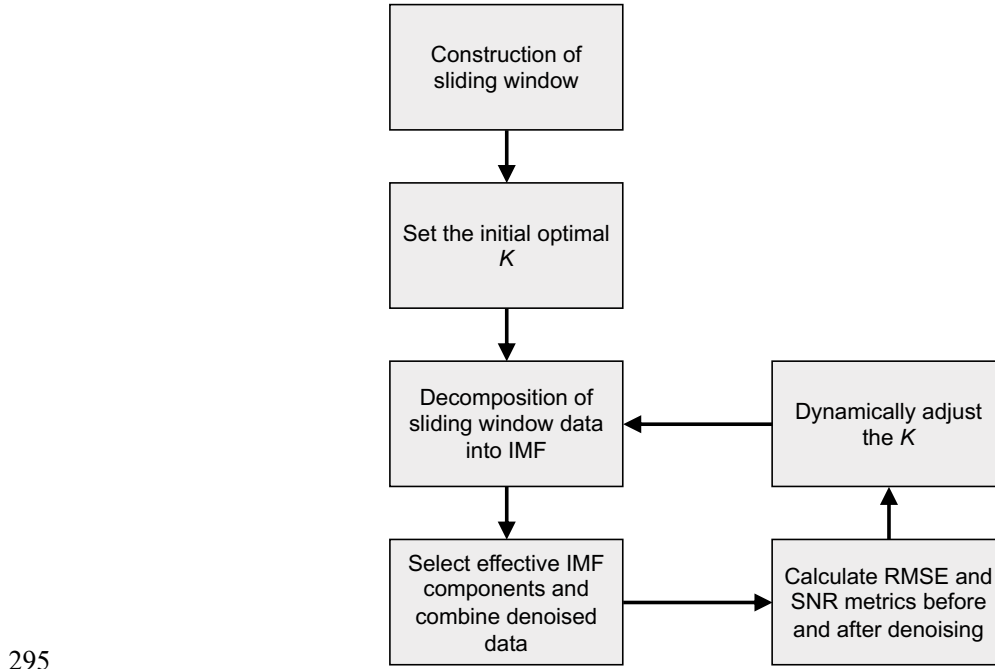 Construction of
sliding window
Set the initial optimal
K
Decomposition of
sliding window data
into IMF
Dynamically adjust
the K
Select effective IMF
components and
combine denoised
data
Calculate RMSE and
SNR metrics before
and after denoising
295